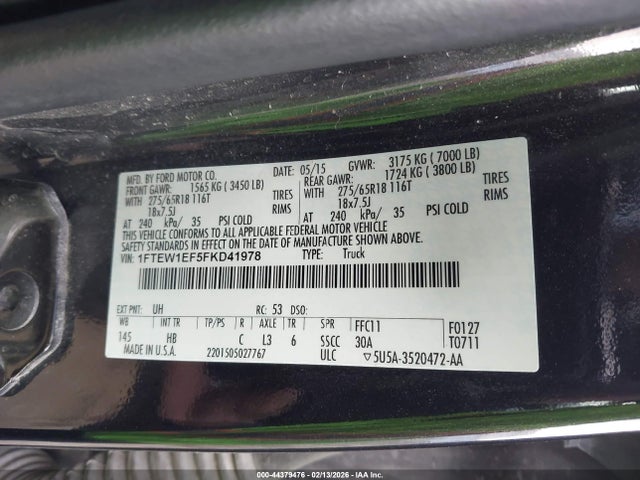 MFD. BY FORD MOTOR CO. DATE: 05/15 GVWR: 3175 KG ( 7000 LB)
FRONT GAWR: 1565 KG ( 3450 LB) REAR GAWR: 1724 KG ( 3800 LB)
WITH 275/65R18 116T TIRES WITH 275/65R18 116T TIRES
18x7.5J RIMS 18x7.5J RIMS
AT 240 kPa/ 35 PSI COLD AT 240 kPa/ 35 PSI COLD
THIS VEHICLE CONFORMS TO ALL APPLICABLE FEDERAL MOTOR VEHICLE
SAFETY STANDARDS IN EFFECT ON THE DATE OF MANUFACTURE SHOWN ABOVE.
VIN: 1FTEW1EF5FKD41978 TYPE: Truck
EXT PNT: UH RC: 53 DSO:
WB INT TR TP/PS R AXLE TR SPR FFC11 F0127
145 HB C L3 6 SSCC 30A T0711
MADE IN U.S.A. 2201505027767 ULC ▽5U5A-3520472-AA
000-44379476 - 02/13/2026 - IAA Inc.